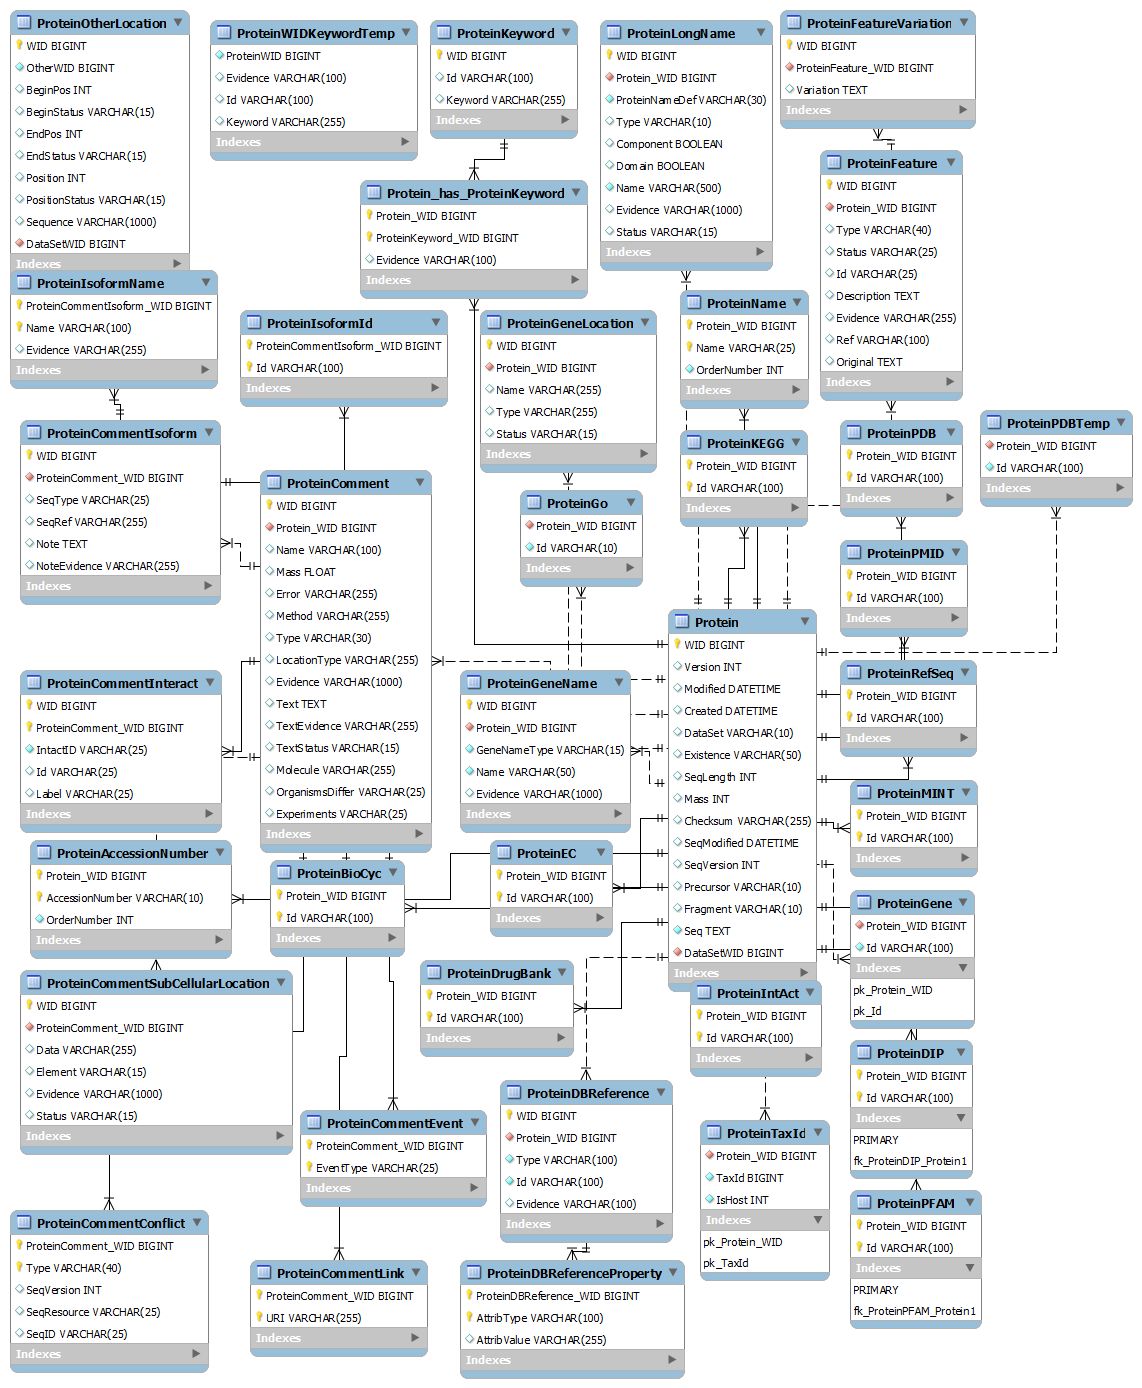 ProteinOtherLocation
WID BIGINT
OtherWID BIGINT
BeginPos INT
BeginStatus VARCHAR(15)
EndPos INT
EndStatus VARCHAR(15)
Position INT
PositionStatus VARCHAR(15)
Sequence VARCHAR(1000)
DataSetWID BIGINT
Indexes
ProteinWIDKeywordTemp
ProteinWID BIGINT
Evidence VARCHAR(100)
Id VARCHAR(100)
Keyword VARCHAR(255)
Indexes
ProteinKeyword
WID BIGINT
Id VARCHAR(100)
Keyword VARCHAR(255)
Indexes
ProteinLongName
WID BIGINT
Protein_WID BIGINT
ProteinNameDef VARCHAR(30)
Type VARCHAR(10)
Component BOOLEAN
Domain BOOLEAN
Name VARCHAR(500)
Evidence VARCHAR(1000)
Status VARCHAR(15)
Indexes
ProteinFeatureVariation
WID BIGINT
ProteinFeature_WID BIGINT
Variation TEXT
Indexes
ProteinFeature
WID BIGINT
Protein_WID BIGINT
Type VARCHAR(40)
Status VARCHAR(25)
Id VARCHAR(25)
Description TEXT
Evidence VARCHAR(255)
Ref VARCHAR(100)
Original TEXT
Indexes
Protein_has_ProteinKeyword
Protein_WID BIGINT
ProteinKeyword_WID BIGINT
Evidence VARCHAR(100)
Indexes
ProteinIsoformName
ProteinCommentIsoform_WID BIGINT
Name VARCHAR(100)
Evidence VARCHAR(255)
Indexes
ProteinIsoformId
ProteinCommentIsoform_WID BIGINT
Id VARCHAR(100)
Indexes
ProteinGeneLocation
WID BIGINT
Protein_WID BIGINT
Name VARCHAR(255)
Type VARCHAR(255)
Status VARCHAR(15)
Indexes
ProteinName
Protein_WID BIGINT
Name VARCHAR(25)
OrderNumber INT
Indexes
ProteinCommentIsoform
WID BIGINT
ProteinComment_WID BIGINT
SeqType VARCHAR(25)
SeqRef VARCHAR(255)
Note TEXT
NoteEvidence VARCHAR(255)
Indexes
ProteinComment
WID BIGINT
Protein_WID BIGINT
Name VARCHAR(100)
Mass FLOAT
Error VARCHAR(255)
Method VARCHAR(255)
Type VARCHAR(30)
LocationType VARCHAR(255)
Evidence VARCHAR(1000)
Text TEXT
TextEvidence VARCHAR(255)
TextStatus VARCHAR(15)
Molecule VARCHAR(255)
OrganismsDiffer VARCHAR(25)
Experiments VARCHAR(25)
Indexes
ProteinGo
Protein_WID BIGINT
Id VARCHAR(10)
Indexes
ProteinKEGG
Protein_WID BIGINT
Id VARCHAR(100)
Indexes
ProteinPDB
Protein_WID BIGINT
Id VARCHAR(100)
Indexes
ProteinPDBTemp
Protein_WID BIGINT
Id VARCHAR(100)
Indexes
ProteinPMID
Protein_WID BIGINT
Id VARCHAR(100)
Indexes
Protein
WID BIGINT
Version INT
Modified DATETIME
Created DATETIME
DataSet VARCHAR(10)
Existence VARCHAR(50)
SeqLength INT
Mass INT
Checksum VARCHAR(255)
SeqModified DATETIME
SeqVersion INT
Precursor VARCHAR(10)
Fragment VARCHAR(10)
Seq TEXT
DataSetWID BIGINT
Indexes
ProteinRefSeq
Protein_WID BIGINT
Id VARCHAR(100)
Indexes
ProteinCommentInteract
WID BIGINT
ProteinComment_WID BIGINT
IntactID VARCHAR(25)
Id VARCHAR(25)
Label VARCHAR(25)
Indexes
ProteinGeneName
WID BIGINT
Protein_WID BIGINT
GeneNameType VARCHAR(15)
Name VARCHAR(50)
Evidence VARCHAR(1000)
Indexes
ProteinMINT
Protein_WID BIGINT
Id VARCHAR(100)
Indexes
ProteinAccessionNumber
Protein_WID BIGINT
AccessionNumber VARCHAR(10)
OrderNumber INT
Indexes
ProteinBioCyc
Protein_WID BIGINT
Id VARCHAR(100)
Indexes
ProteinEC
Protein_WID BIGINT
Id VARCHAR(100)
Indexes
ProteinGene
Protein_WID BIGINT
Id VARCHAR(100)
Indexes
pk_Protein_WID
pk_Id
ProteinCommentSubCellularLocation
WID BIGINT
ProteinComment_WID BIGINT
Data VARCHAR(255)
Element VARCHAR(15)
Evidence VARCHAR(1000)
Status VARCHAR(15)
Indexes
ProteinDrugBank
Protein_WID BIGINT
Id VARCHAR(100)
Indexes
ProteinIntAct
Protein_WID BIGINT
Id VARCHAR(100)
Indexes
ProteinDIP
Protein_WID BIGINT
Id VARCHAR(100)
Indexes
PRIMARY
fk_ProteinDIP_Protein1
ProteinCommentEvent
ProteinComment_WID BIGINT
EventType VARCHAR(25)
Indexes
ProteinDBReference
WID BIGINT
Protein_WID BIGINT
Type VARCHAR(100)
Id VARCHAR(100)
Evidence VARCHAR(100)
Indexes
ProteinTaxId
Protein_WID BIGINT
TaxId BIGINT
IsHost INT
Indexes
pk_Protein_WID
pk_TaxId
ProteinPFAM
Protein_WID BIGINT
Id VARCHAR(100)
Indexes
PRIMARY
fk_ProteinPFAM_Protein1
ProteinCommentConflict
ProteinComment_WID BIGINT
Type VARCHAR(40)
SeqVersion INT
SeqResource VARCHAR(25)
SeqID VARCHAR(25)
Indexes
ProteinCommentLink
ProteinComment_WID BIGINT
URI VARCHAR(255)
Indexes
ProteinDBReferenceProperty
ProteinDBReference_WID BIGINT
AttribType VARCHAR(100)
AttribValue VARCHAR(255)
Indexes